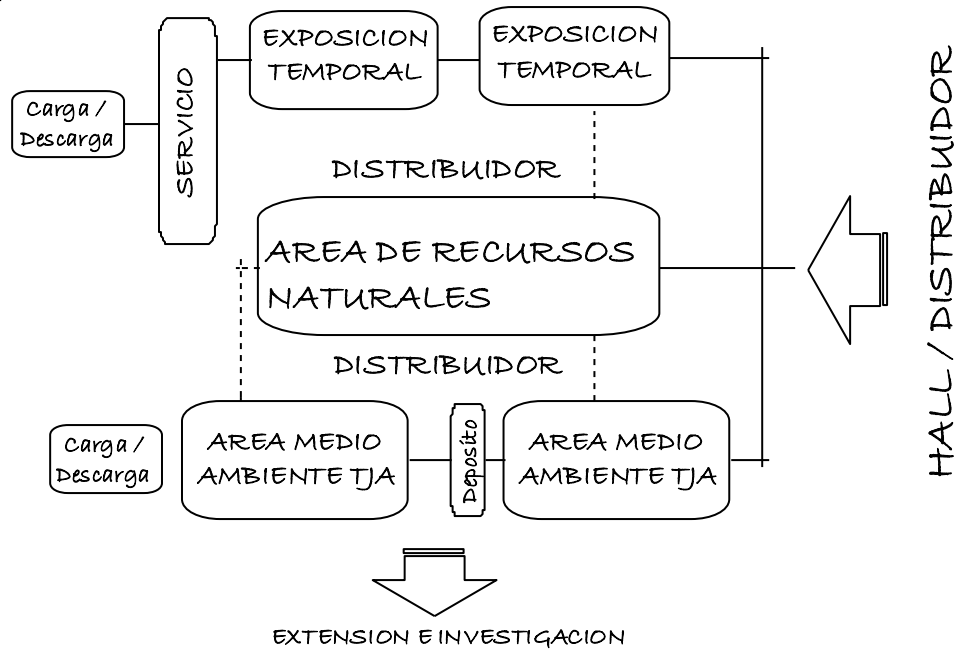 EXPOSICION
TEMPORAL
EXPOSICION
TEMPORAL
SERVICIO
Carga /
Descarga
DISTRIBUIDOR
AREA DE RECURSOS
NATURALES
HALL / DISTRIBUIDOR
DISTRIBUIDOR
Carga /
Descarga
AREA MEDIO
AMBIENTE TJA
Deposíto
AREA MEDIO
AMBIENTE TJA
EXTENSION E INVESTIGACION